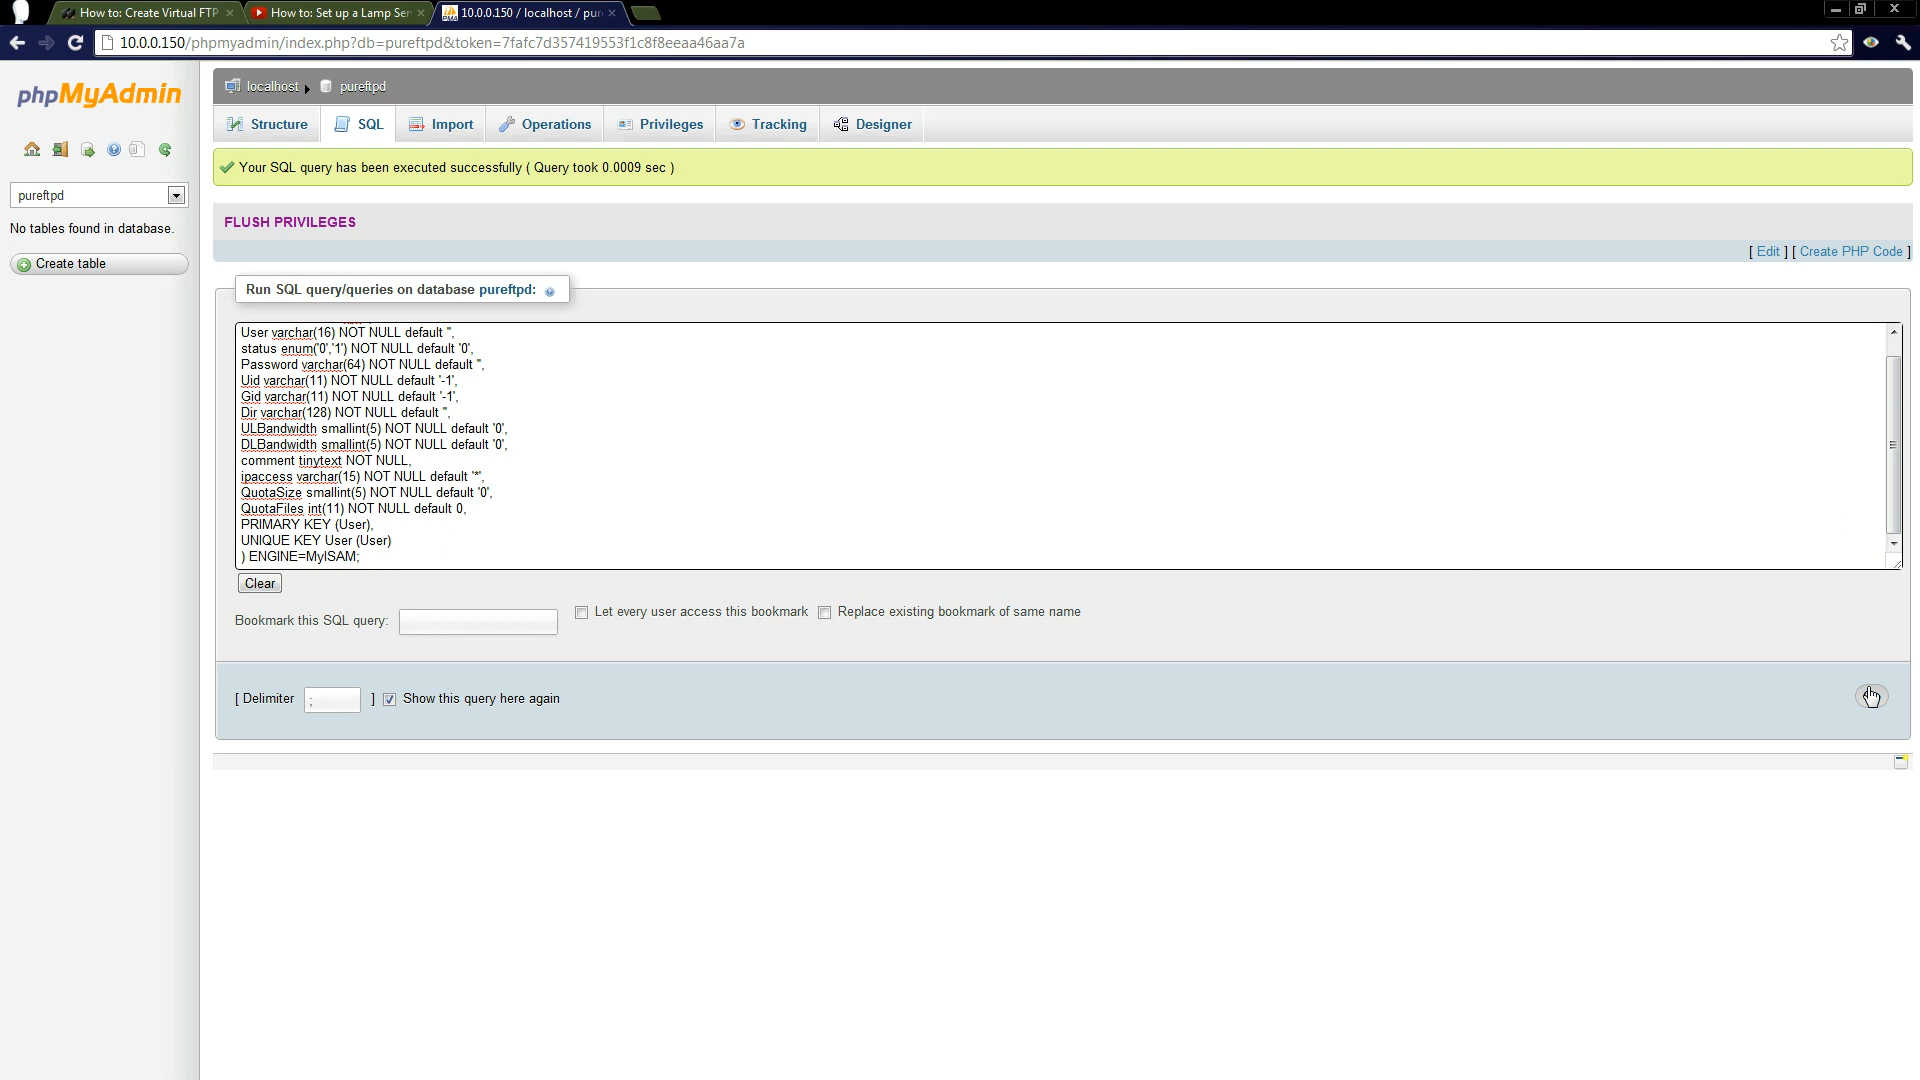 How to: Create Virtual FTP
How to: Set up a Lamp Ser
10.0.0.150 / localhost / pur
10.0.0.150/phpmyadmin/index.php?db=pureftpd&token=7fafc7d357419553f1c8f8eeaa46aa7a
phpMyAdmin
pureftpd
No tables found in database.
Create table
localhost ▸ pureftpd
Structure SQL Import Operations Privileges Tracking Designer
Your SQL query has been executed successfully ( Query took 0.0009 sec )
FLUSH PRIVILEGES
[ Edit ] [ Create PHP Code ]
Run SQL query/queries on database pureftpd:
User varchar(16) NOT NULL default '',
status enum('0','1') NOT NULL default '0',
Password varchar(64) NOT NULL default '',
Uid varchar(11) NOT NULL default '-1',
Gid varchar(11) NOT NULL default '-1',
Dir varchar(128) NOT NULL default '',
ULBandwidth smallint(5) NOT NULL default '0',
DLBandwidth smallint(5) NOT NULL default '0',
comment tinytext NOT NULL,
ipaccess varchar(15) NOT NULL default '*',
QuotaSize smallint(5) NOT NULL default '0',
QuotaFiles int(11) NOT NULL default 0,
PRIMARY KEY (User),
UNIQUE KEY User (User)
) ENGINE=MyISAM;
Clear
Bookmark this SQL query:
Let every user access this bookmark
Replace existing bookmark of same name
[ Delimiter ; ] Show this query here again